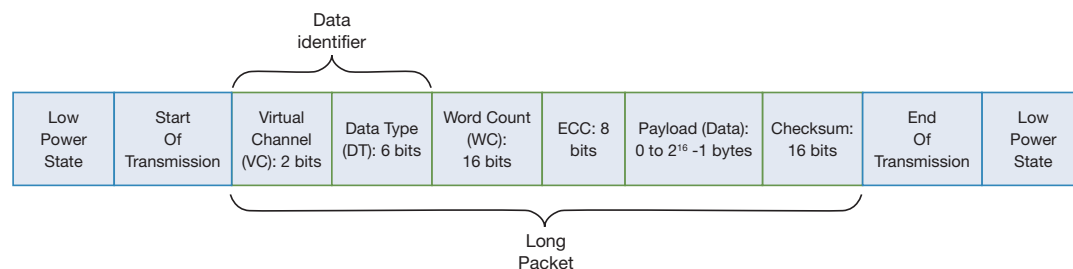 Data
identifier
Low
Power
State
Start
Of
Transmission
Virtual
Channel
(VC): 2 bits
Data Type
(DT): 6 bits
Word Count
(WC):
16 bits
ECC: 8
bits
Payload (Data):
0 to 2¹⁶ -1 bytes
Checksum:
16 bits
End
Of
Transmission
Low
Power
State
Long
Packet